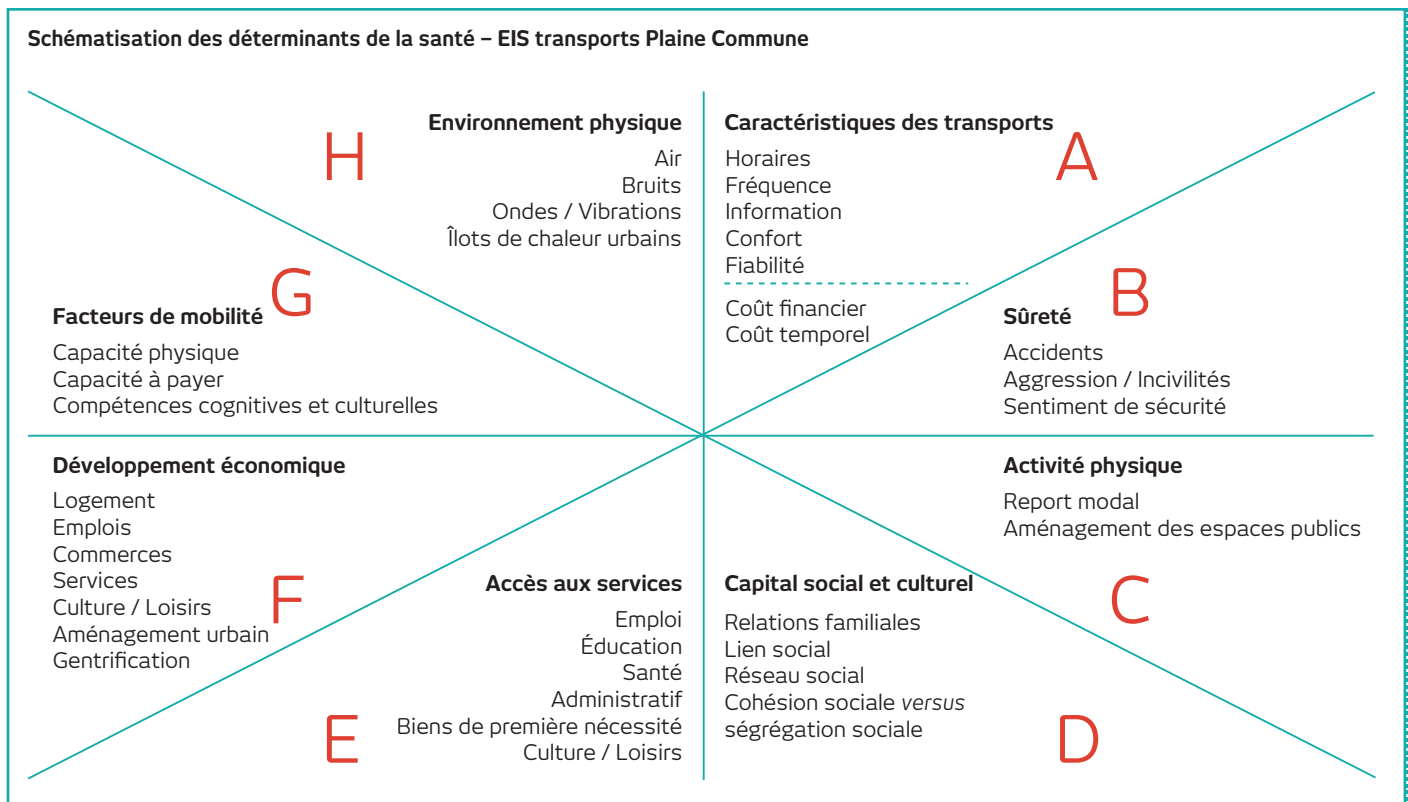 Schématisation des déterminants de la santé – EIS transports Plaine Commune
H
Environnement physique
Air
Bruits
Ondes / Vibrations
Îlots de chaleur urbains
Caractéristiques des transports
A
Horaires
Fréquence
Information
Confort
Fiabilité
Coût financier
Coût temporel
G
Facteurs de mobilité
Capacité physique
Capacité à payer
Compétences cognitives et culturelles
B
Sûreté
Accidents
Aggression / Incivilités
Sentiment de sécurité
Développement économique
Logement
Emplois
Commerces
Services
Culture / Loisirs
Aménagement urbain
Gentrification
F
Accès aux services
Emploi
Éducation
Santé
Administratif
Biens de première nécessité
Culture / Loisirs
E
Capital social et culturel
Relations familiales
Lien social
Réseau social
Cohésion sociale versus
ségrégation sociale
D
Activité physique
Report modal
Aménagement des espaces publics
C